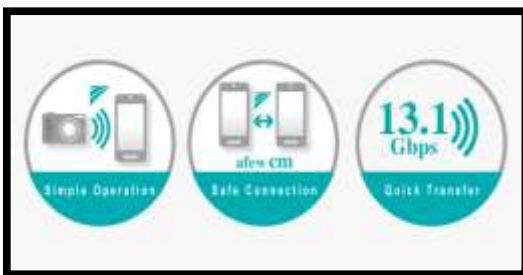 afew cm
13.1
Gbps
Simple Operation
Safe Connection
Quick Transfer